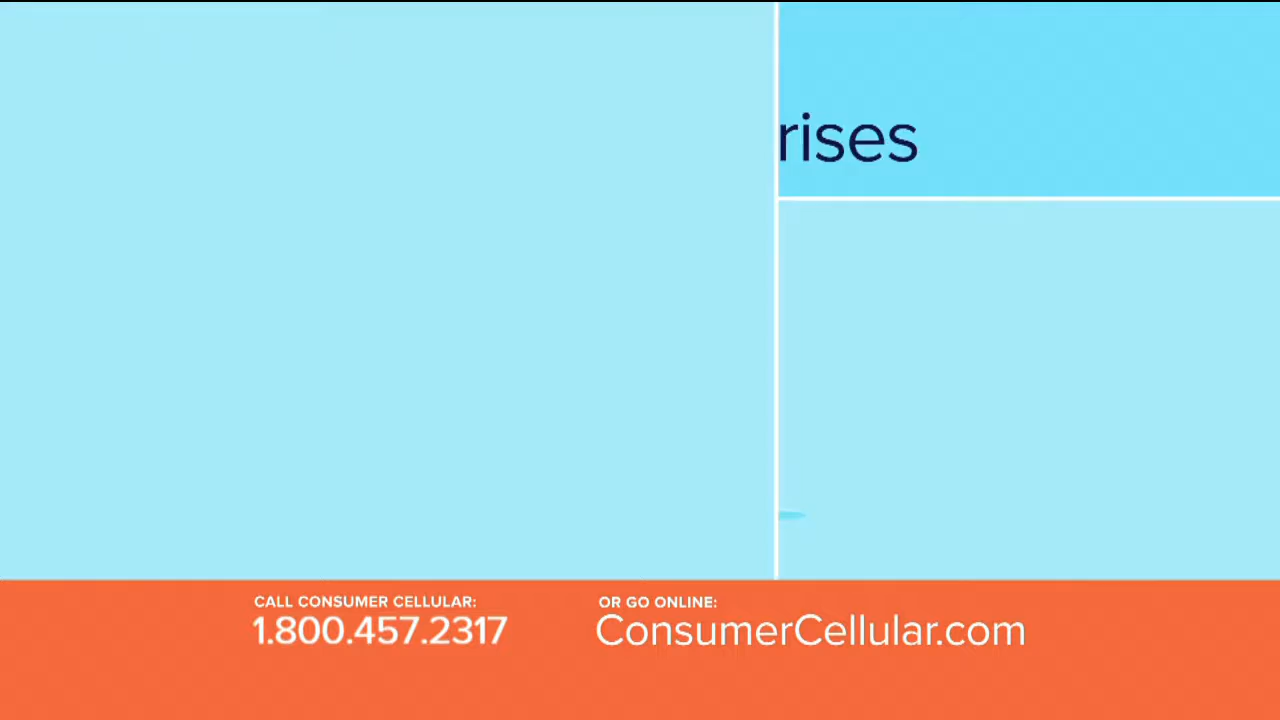 rises
CALL CONSUMER CELLULAR:
1.800.457.2317
OR GO ONLINE:
ConsumerCellular.com